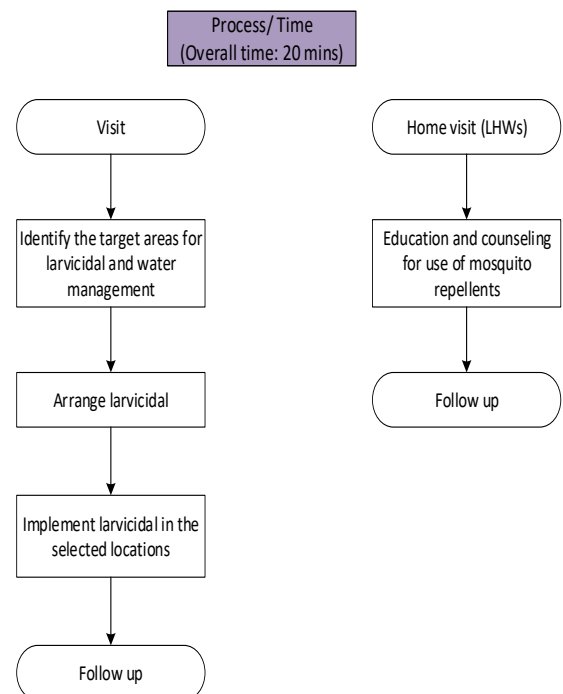 Process/ Time
(Overall time: 20 mins)
Visit
Identify the target areas for
larvicidal and water
management
Arrange larvicidal
Implement larvicidal in the
selected locations
Follow up
Home visit (LHWs)
Education and counseling
for use of mosquito
repellents
Follow up